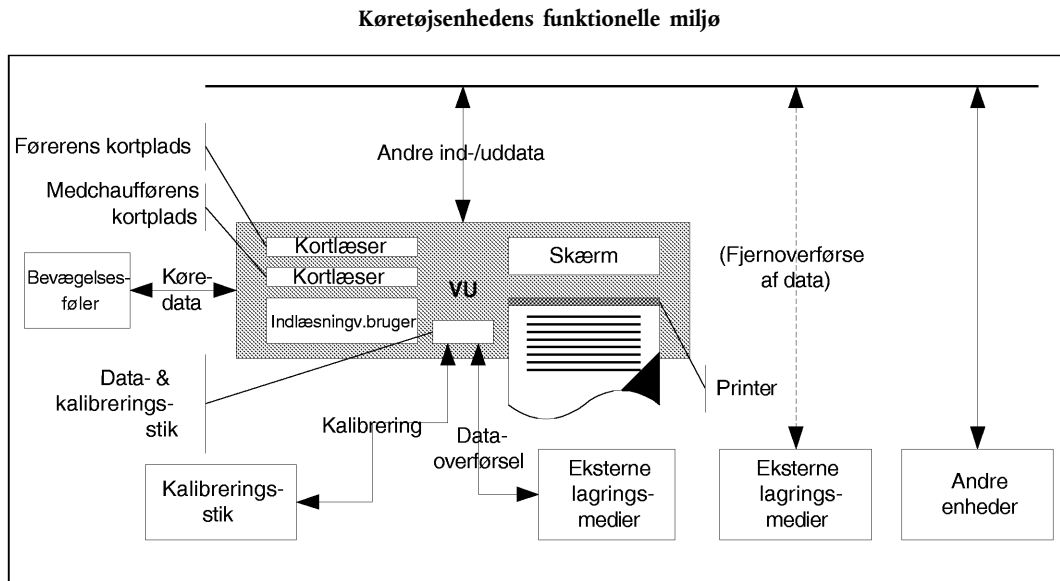 Køretøjsenhedens funktionelle miljø
Førerens kortplads
Andre ind-/uddata
Medchaufførens
kortplads
Kortlæser
Kortlæser
Skærm
(Fjernoverførse
af data)
Bevægelses-
føler
Køre-
data
VU
Indlæsningv.bruger
Data- &
kalibrerings-
stik
Printer
Kalibrering
Data-
overførsel
Kalibrerings-
stik
Eksterne
lagrings-
medier
Eksterne
lagrings-
medier
Andre
enheder